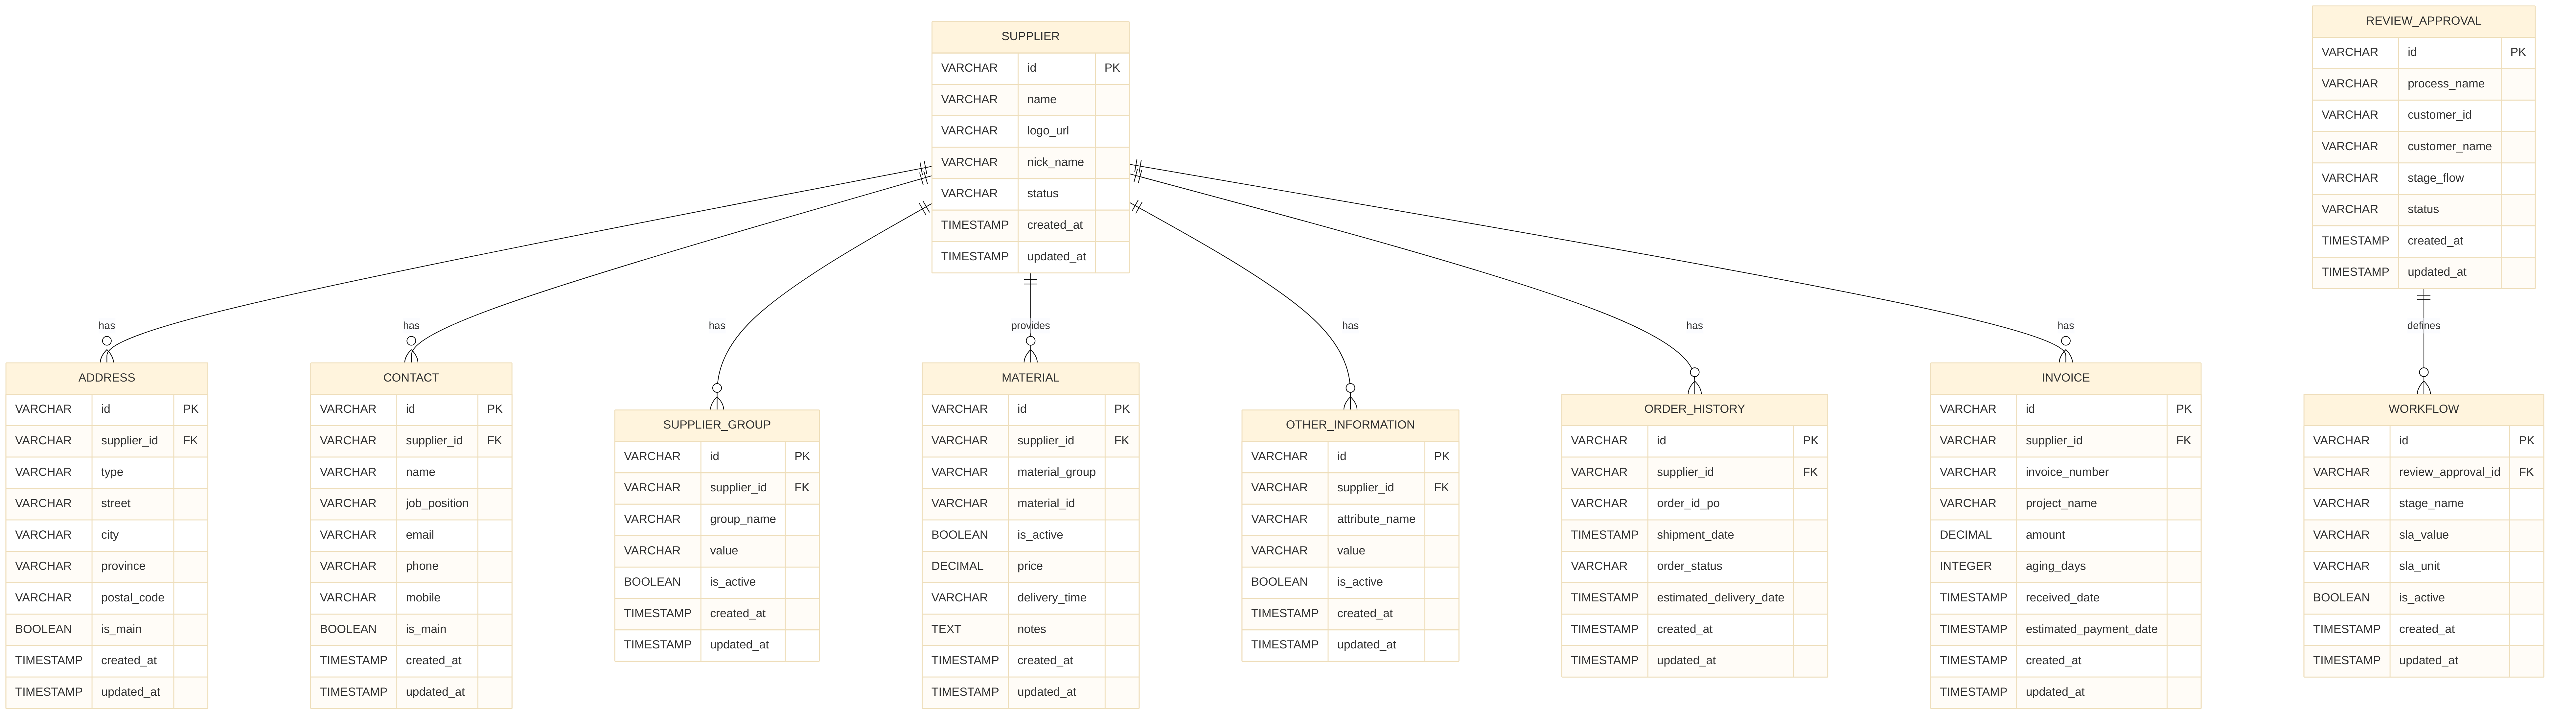 SUPPLIER
VARCHAR id PK
VARCHAR name
VARCHAR logo_url
VARCHAR nick_name
VARCHAR status
TIMESTAMP created_at
TIMESTAMP updated_at
REVIEW_APPROVAL
VARCHAR id PK
VARCHAR process_name
VARCHAR customer_id
VARCHAR customer_name
VARCHAR stage_flow
VARCHAR status
TIMESTAMP created_at
TIMESTAMP updated_at
has
has
has
provides
has
has
has
defines
ADDRESS
VARCHAR id PK
VARCHAR supplier_id FK
VARCHAR type
VARCHAR street
VARCHAR city
VARCHAR province
VARCHAR postal_code
BOOLEAN is_main
TIMESTAMP created_at
TIMESTAMP updated_at
CONTACT
VARCHAR id PK
VARCHAR supplier_id FK
VARCHAR name
VARCHAR job_position
VARCHAR email
VARCHAR phone
VARCHAR mobile
BOOLEAN is_main
TIMESTAMP created_at
TIMESTAMP updated_at
SUPPLIER_GROUP
VARCHAR id PK
VARCHAR supplier_id FK
VARCHAR group_name
VARCHAR value
BOOLEAN is_active
TIMESTAMP created_at
TIMESTAMP updated_at
MATERIAL
VARCHAR id PK
VARCHAR supplier_id FK
VARCHAR material_group
VARCHAR material_id
BOOLEAN is_active
DECIMAL price
VARCHAR delivery_time
TEXT notes
TIMESTAMP created_at
TIMESTAMP updated_at
OTHER_INFORMATION
VARCHAR id PK
VARCHAR supplier_id FK
VARCHAR attribute_name
VARCHAR value
BOOLEAN is_active
TIMESTAMP created_at
TIMESTAMP updated_at
ORDER_HISTORY
VARCHAR id PK
VARCHAR supplier_id FK
VARCHAR order_id_po
TIMESTAMP shipment_date
VARCHAR order_status
TIMESTAMP estimated_delivery_date
TIMESTAMP created_at
TIMESTAMP updated_at
INVOICE
VARCHAR id PK
VARCHAR supplier_id FK
VARCHAR invoice_number
VARCHAR project_name
DECIMAL amount
INTEGER aging_days
TIMESTAMP received_date
TIMESTAMP estimated_payment_date
TIMESTAMP created_at
TIMESTAMP updated_at
WORKFLOW
VARCHAR id PK
VARCHAR review_approval_id FK
VARCHAR stage_name
VARCHAR sla_value
VARCHAR sla_unit
BOOLEAN is_active
TIMESTAMP created_at
TIMESTAMP updated_at